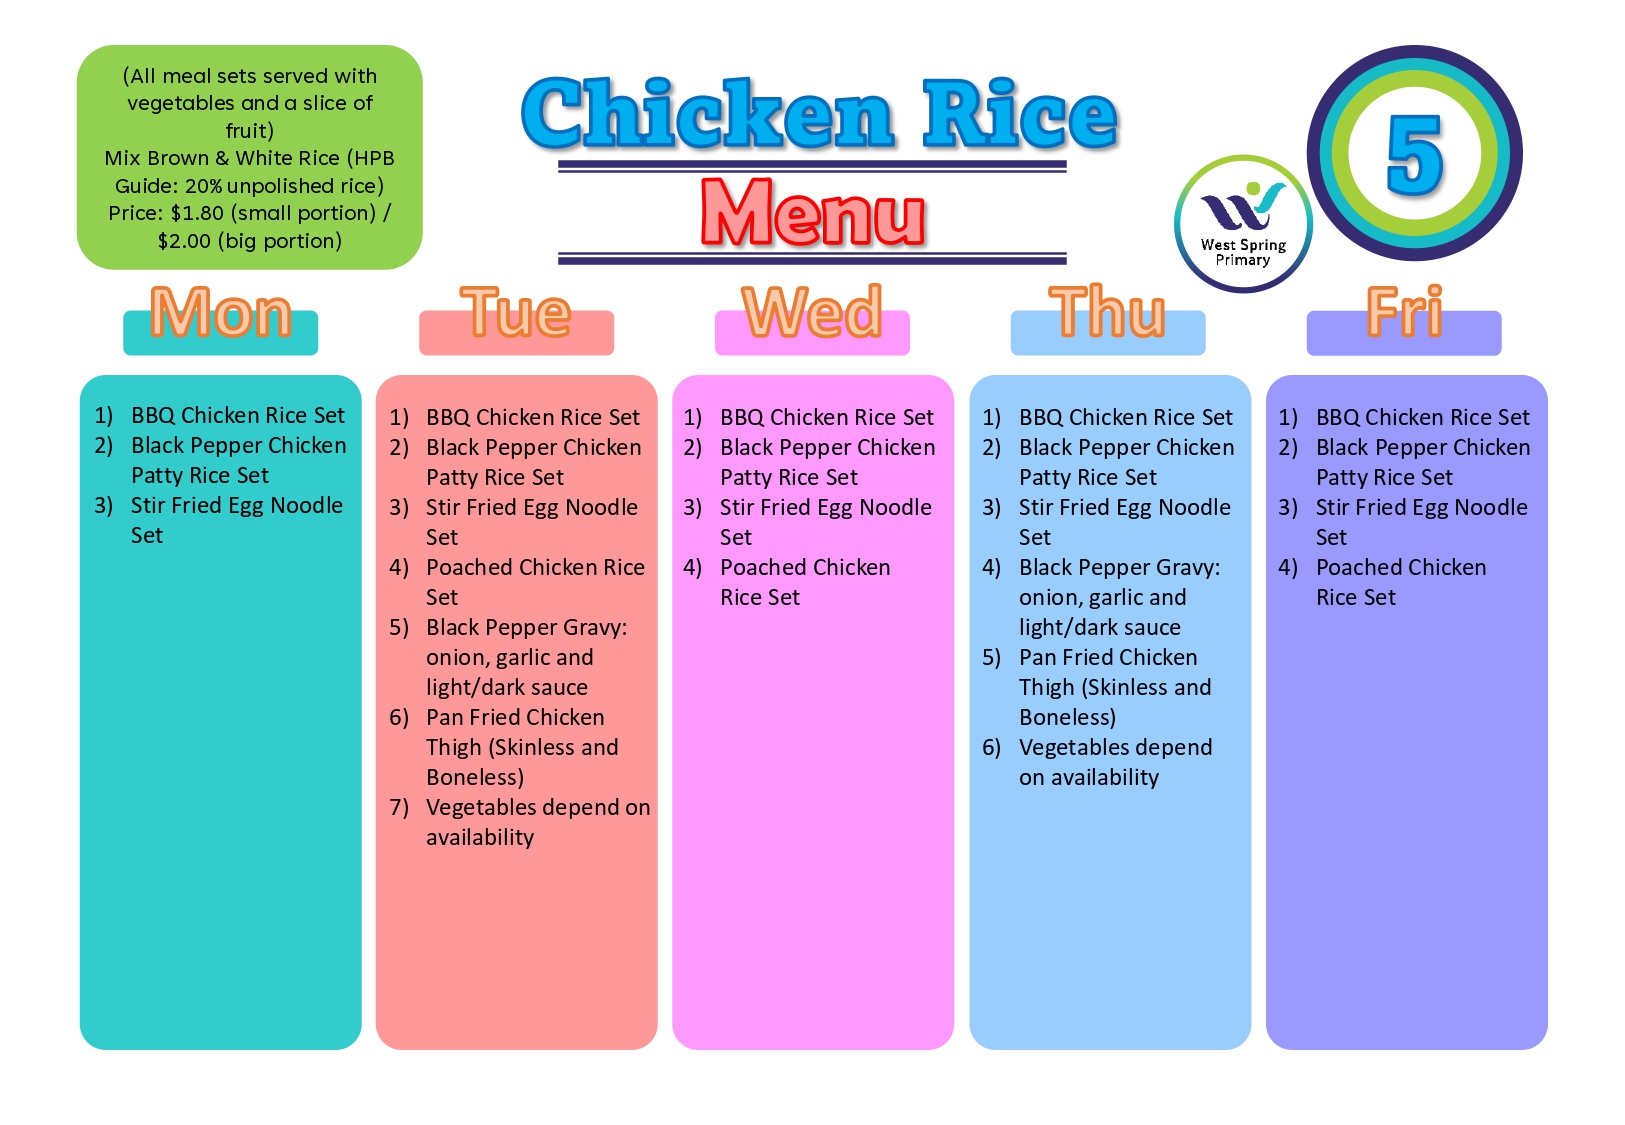 (All meal sets served with
vegetables and a slice of
fruit)
Mix Brown & White Rice (HPB
Guide: 20% unpolished rice)
Price: $1.80 (small portion) /
$2.00 (big portion)
Chicken Rice
Menu
West Spring
Primary
5
Mon
1) BBQ Chicken Rice Set
2) Black Pepper Chicken
Patty Rice Set
3) Stir Fried Egg Noodle
Set
Tue
1) BBQ Chicken Rice Set
2) Black Pepper Chicken
Patty Rice Set
3) Stir Fried Egg Noodle
Set
4) Poached Chicken Rice
Set
5) Black Pepper Gravy:
onion, garlic and
light/dark sauce
6) Pan Fried Chicken
Thigh (Skinless and
Boneless)
7) Vegetables depend on
availability
Wed
1) BBQ Chicken Rice Set
2) Black Pepper Chicken
Patty Rice Set
3) Stir Fried Egg Noodle
Set
4) Poached Chicken
Rice Set
Thu
1) BBQ Chicken Rice Set
2) Black Pepper Chicken
Patty Rice Set
3) Stir Fried Egg Noodle
Set
4) Black Pepper Gravy:
onion, garlic and
light/dark sauce
5) Pan Fried Chicken
Thigh (Skinless and
Boneless)
6) Vegetables depend
on availability
Fri
1) BBQ Chicken Rice Set
2) Black Pepper Chicken
Patty Rice Set
3) Stir Fried Egg Noodle
Set
4) Poached Chicken
Rice Set